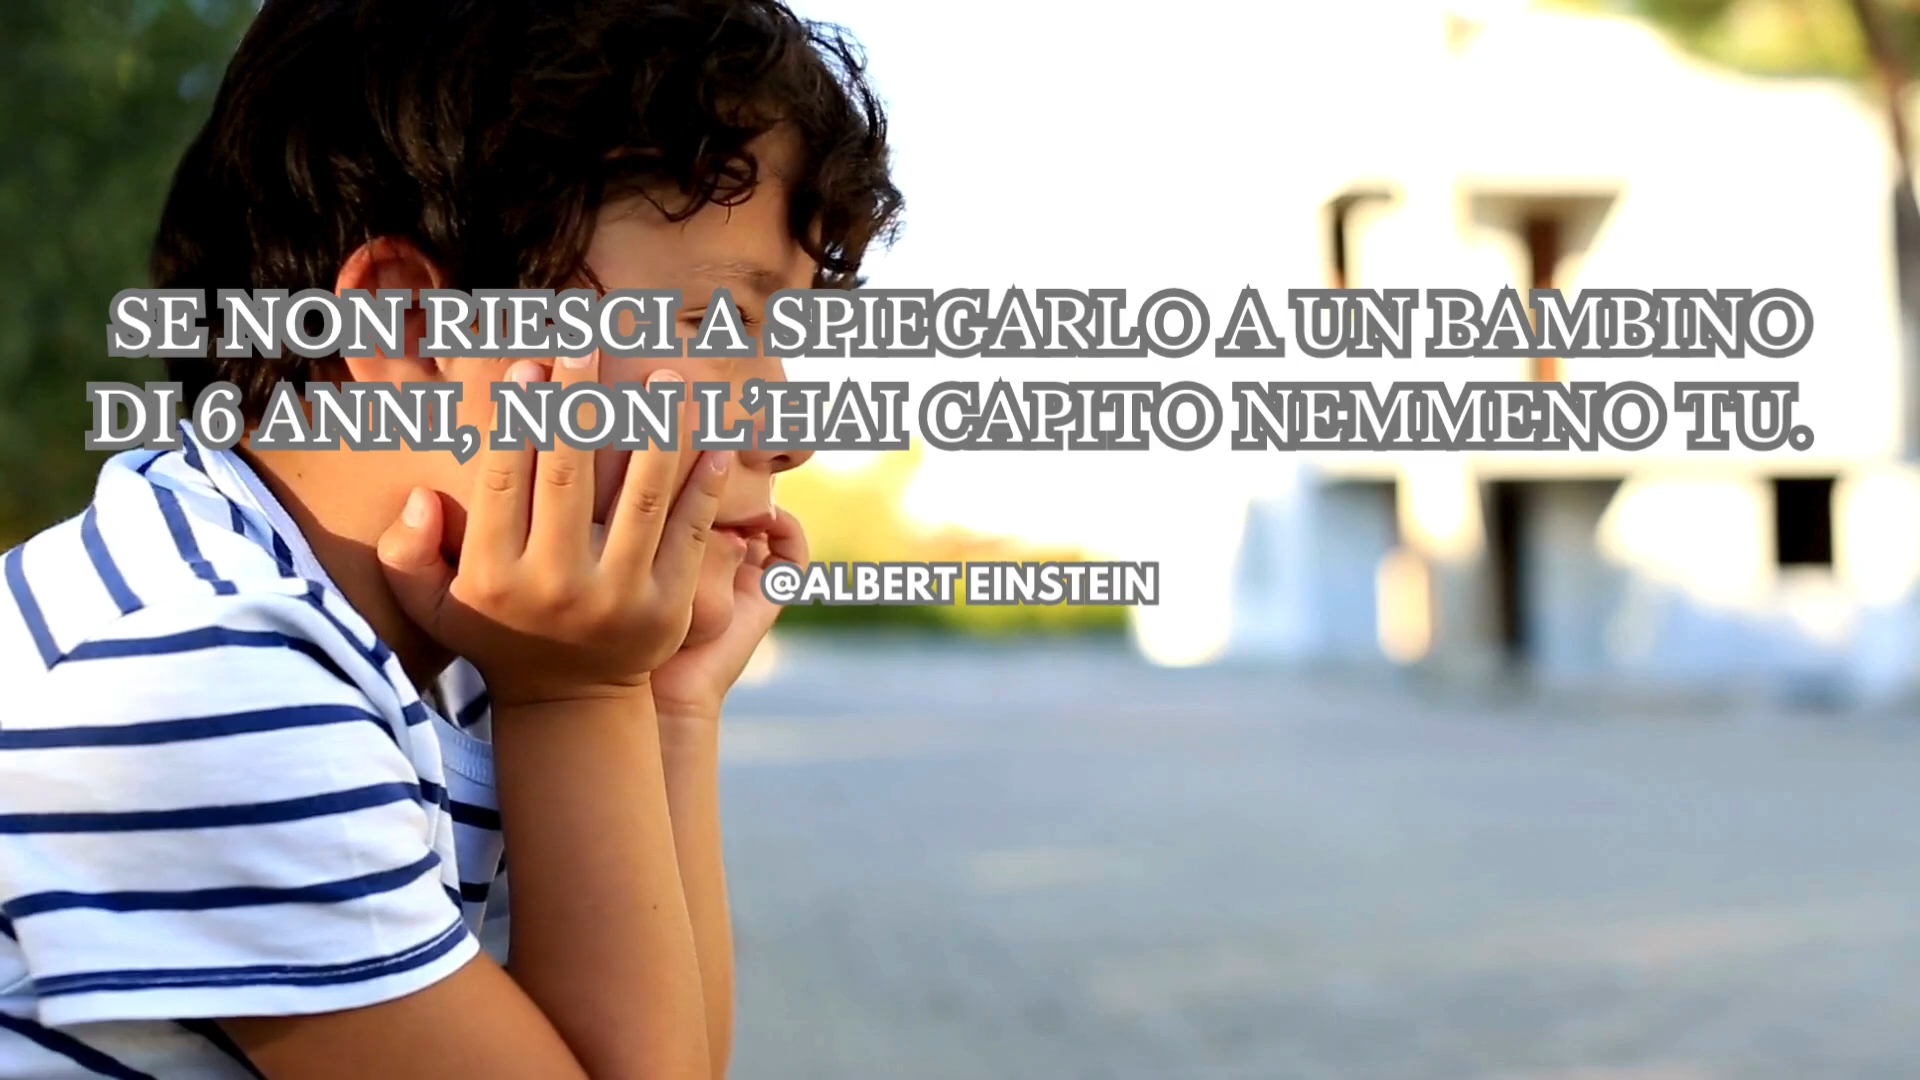 SE NON RIESCI A SPIEGARLO A UN BAMBINO
DI 6 ANNI, NON L’HAI CAPITO NEMMENO TU.
@ALBERT EINSTEIN